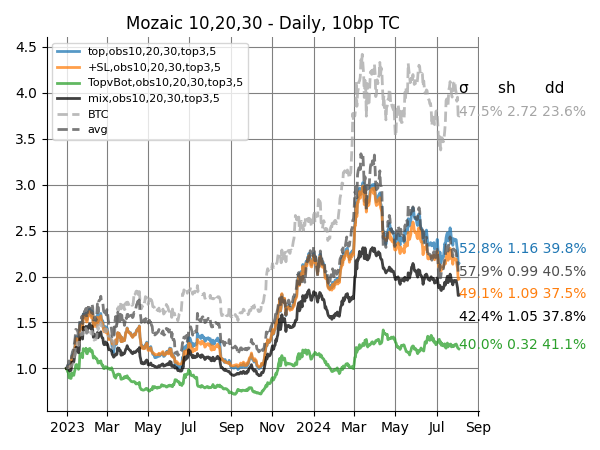 Mozaic 10,20,30 - Daily, 10bp TC
4.5
4.0
3.5
3.0
2.5
2.0
1.5
1.0
top,obs10,20,30,top3,5
+SL,obs10,20,30,top3,5
TopvBot,obs10,20,30,top3,5
mix,obs10,20,30,top3,5
BTC
avg
σ sh dd
47.5% 2.72 23.6%
52.8% 1.16 39.8%
57.9% 0.99 40.5%
49.1% 1.09 37.5%
42.4% 1.05 37.8%
40.0% 0.32 41.1%
2023 Mar May Jul Sep Nov 2024 Mar May Jul Sep